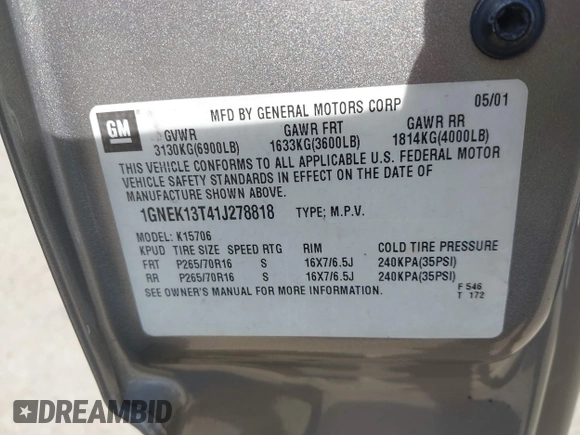 MFD BY GENERAL MOTORS CORP 05/01
GM
GVWR GAWR FRT GAWR RR
3130KG(6900LB) 1633KG(3600LB) 1814KG(4000LB)
THIS VEHICLE CONFORMS TO ALL APPLICABLE U.S. FEDERAL MOTOR
VEHICLE SAFETY STANDARDS IN EFFECT ON THE DATE OF
MANUFACTURE SHOWN ABOVE.
1GNEK13T41J278818 TYPE: M.P.V.
MODEL: K15706
KPUD TIRE SIZE SPEED RTG RIM COLD TIRE PRESSURE
FRT P265/70R16 S 16X7/6.5J 240KPA(35PSI)
RR P265/70R16 S 16X7/6.5J 240KPA(35PSI)
SEE OWNER'S MANUAL FOR MORE INFORMATION. F 546
T 172
DREAMBID